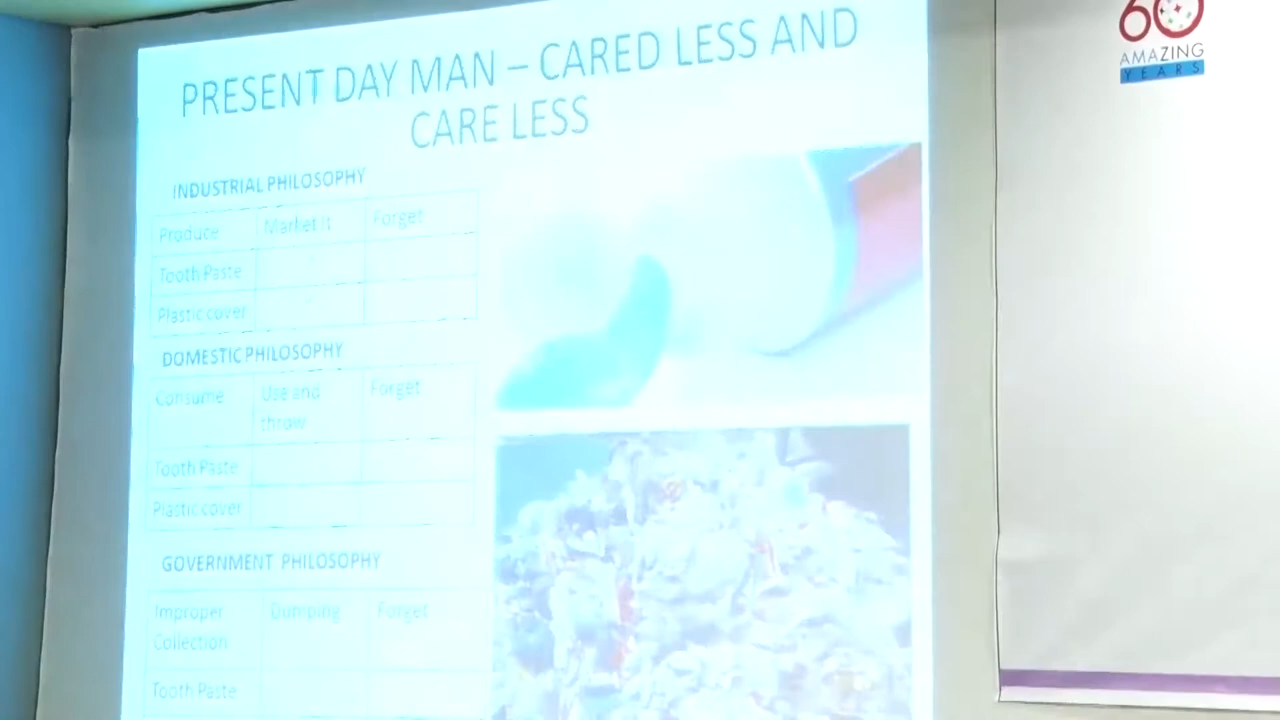 PRESENT DAY MAN – CARED LESS AND
CARE LESS
INDUSTRIAL PHILOSOPHY
Produce Market it Forget
Tooth Paste
Plastic cover
DOMESTIC PHILOSOPHY
Consume Use and throw Forget
Tooth Paste
Plastic cover
GOVERNMENT PHILOSOPHY
Improper Collection Dumping Forget
Tooth Paste
60
AMAZING
YEARS